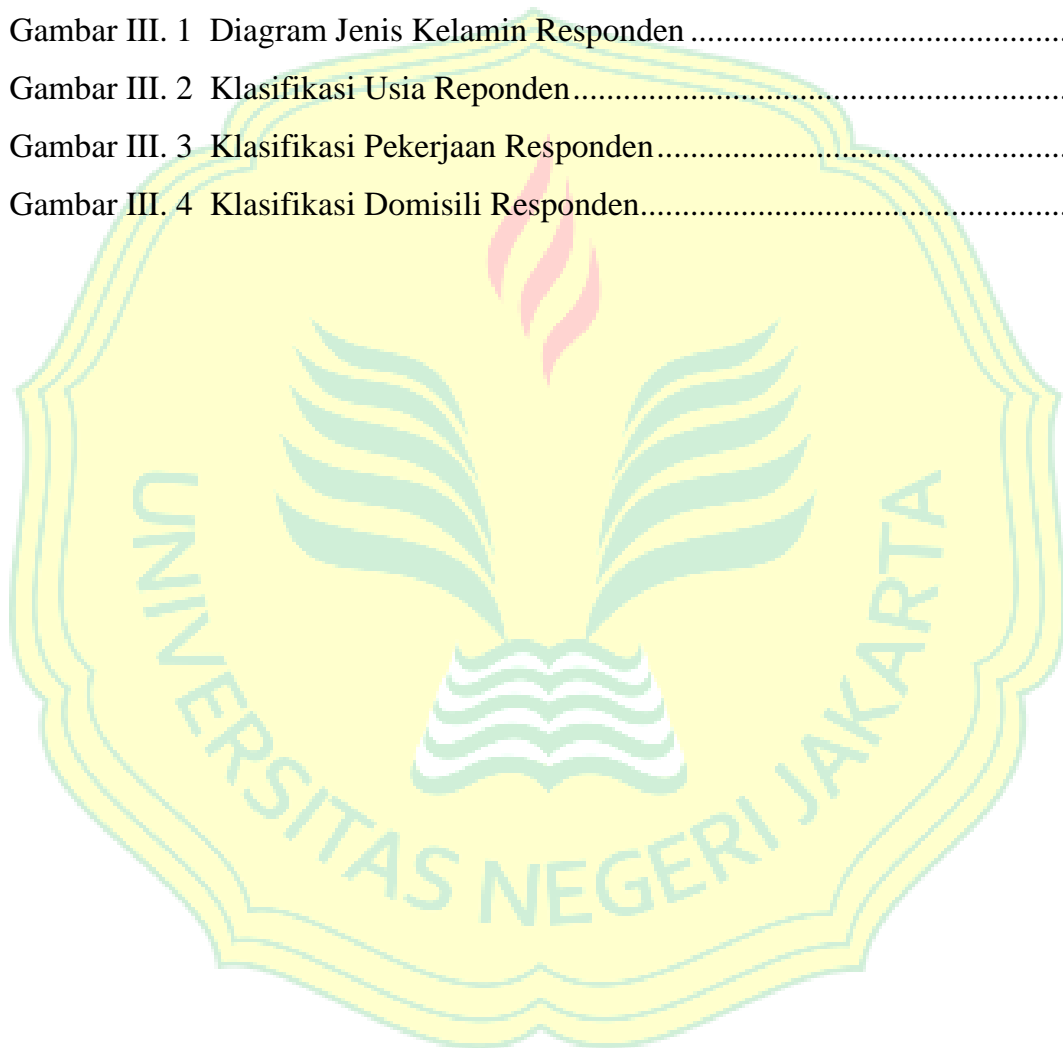 Gambar III. 1  Diagram Jenis Kelamin Responden ........................................
Gambar III. 2  Klasifikasi Usia Reponden.....................................................
Gambar III. 3  Klasifikasi Pekerjaan Responden............................................
Gambar III. 4  Klasifikasi Domisili Responden..............................................
UNIVERSITAS NEGERI JAKARTA